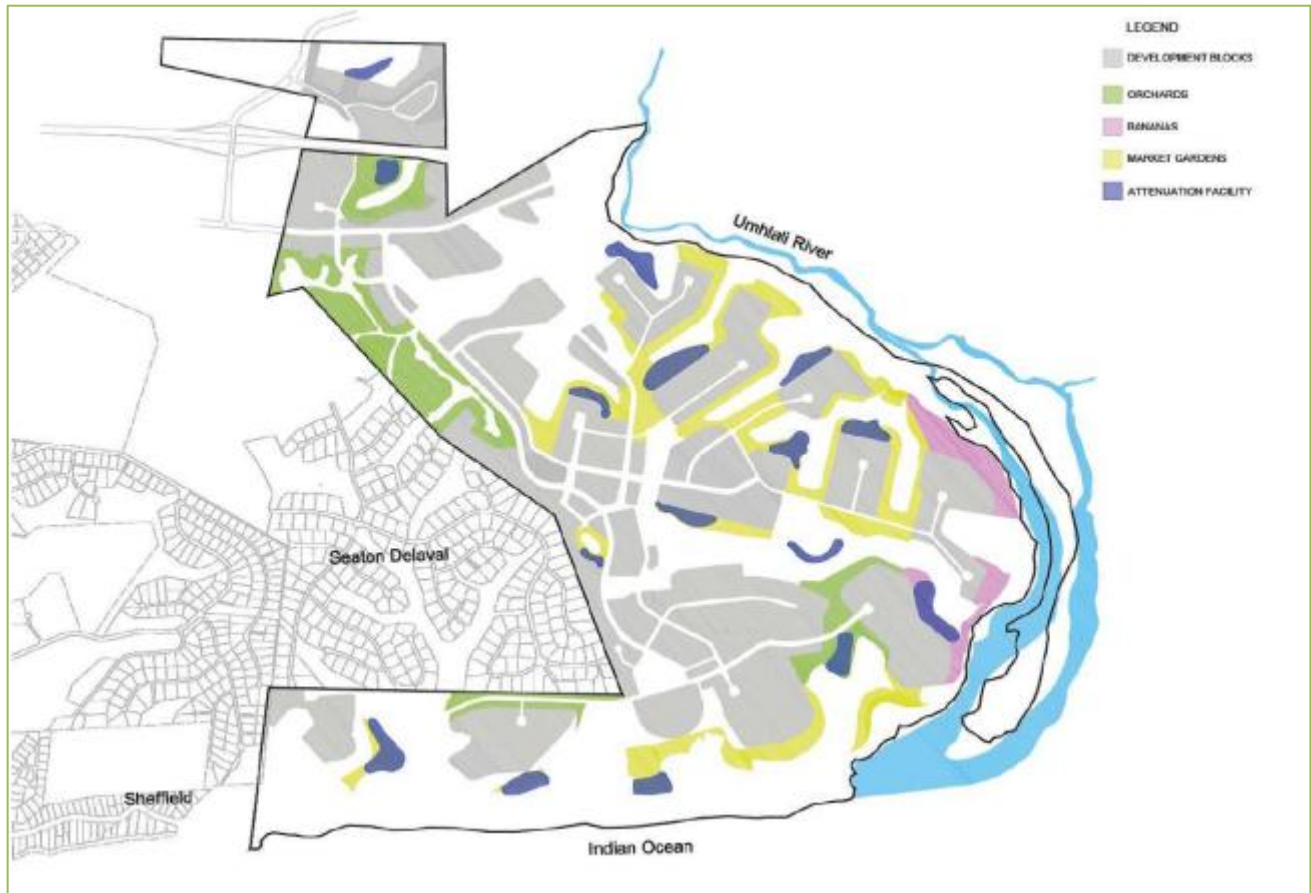 LEGEND
DEVELOPMENT BLOCKS
ORCHARDS
BANANAS
MARKET GARDENS
ATTENUATION FACILITY
Umhlali River
Seaton Delaval
Sheffield
Indian Ocean